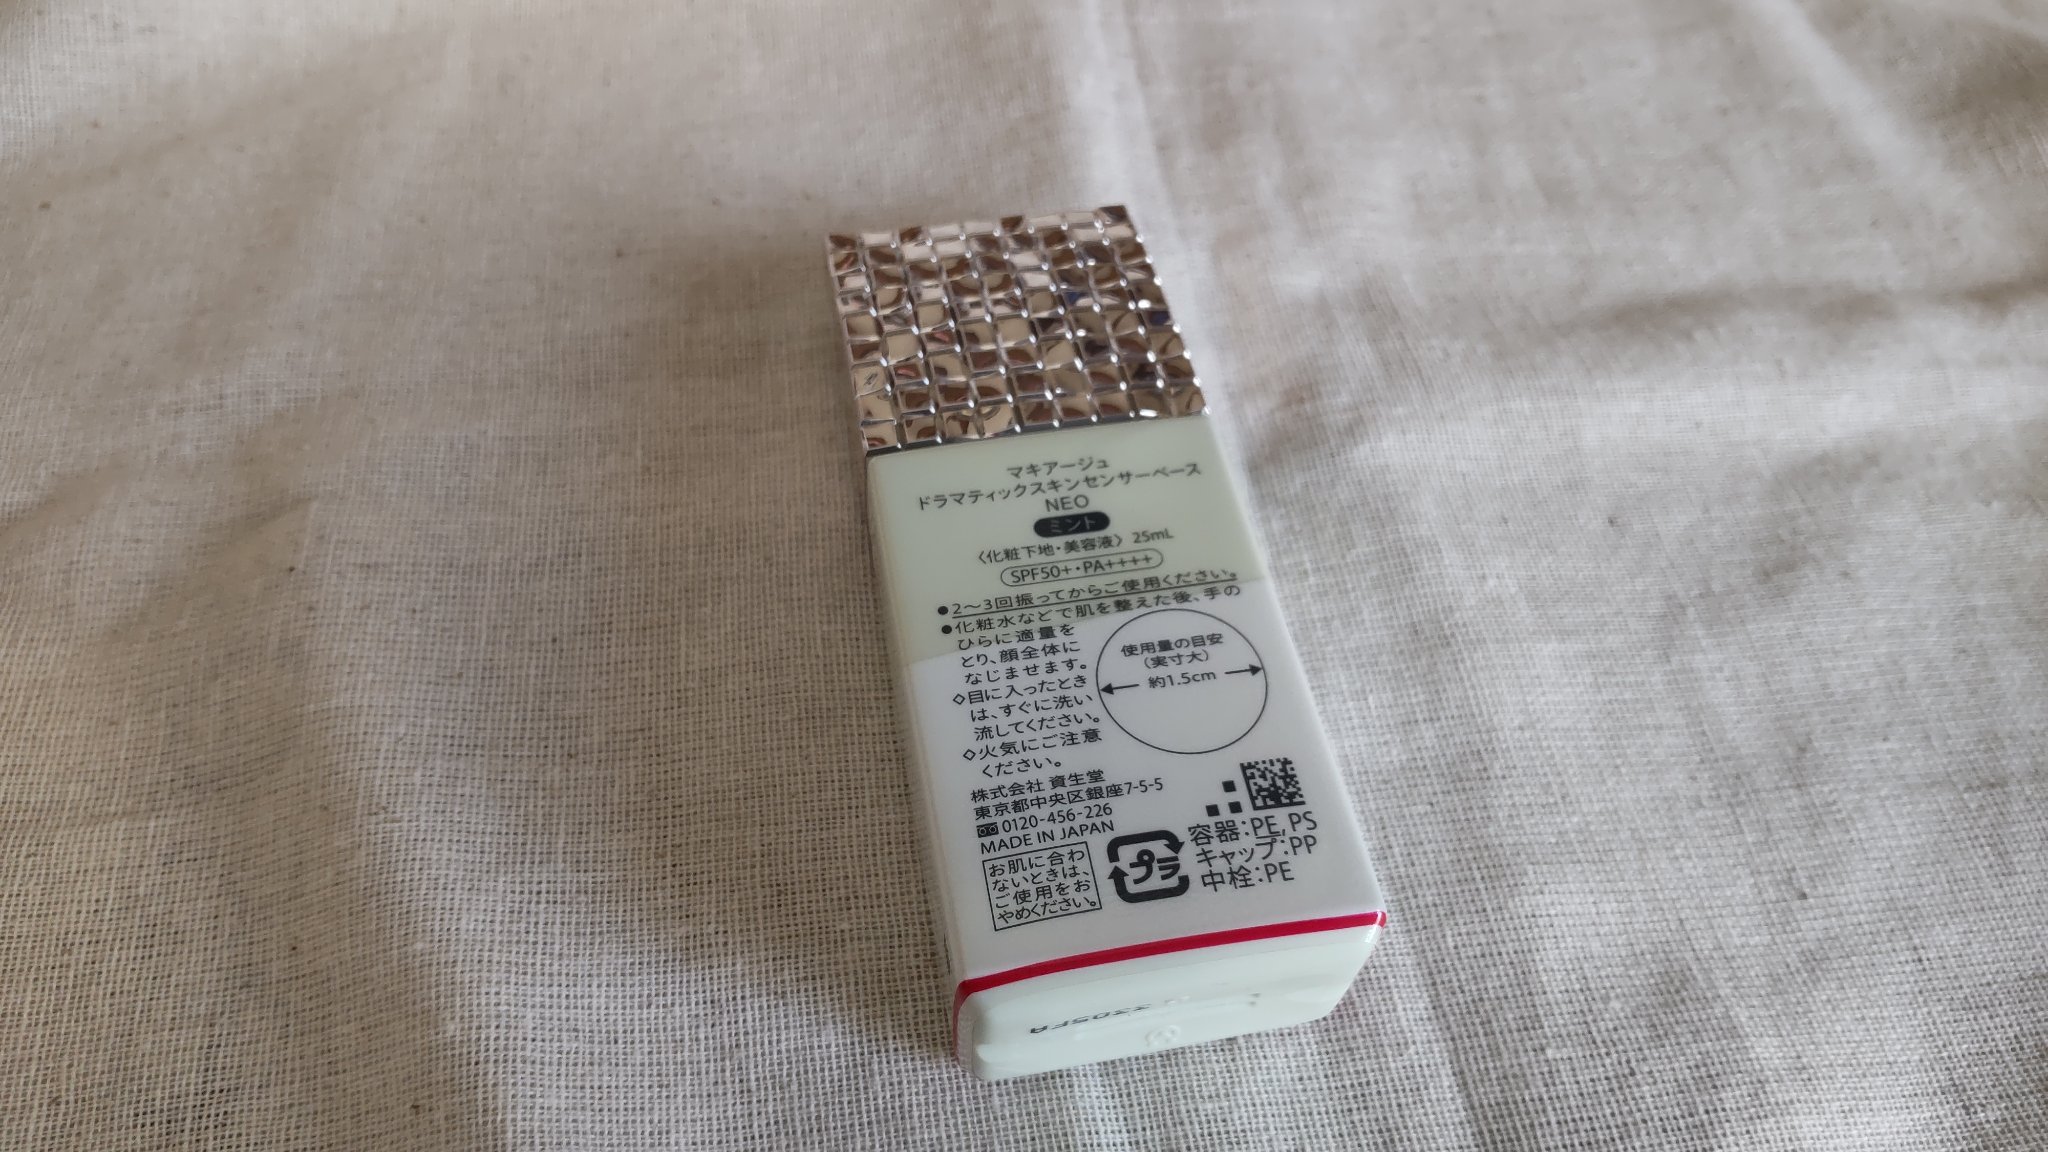 マキアージュ
ドラマティックスキンセンサーベース
NEO
ミント
〈化粧下地・美容液〉 25mL
SPF50+・PA++++
●2〜3回振ってからご使用ください。
●化粧水などで肌を整えた後、手の
ひらに適量を
とり、顔全体に
なじませます。
◇目に入ったとき
は、すぐに洗い
流してください。
◇火気にご注意
ください。
使用量の目安
（実寸大）
約1.5cm
株式会社 資生堂
東京都中央区銀座7-5-5
0120-456-226
MADE IN JAPAN
お肌に合わ
ないときは、
ご使用をお
やめください。
プラ
容器：PE, PS
キャップ：PP
中栓：PE